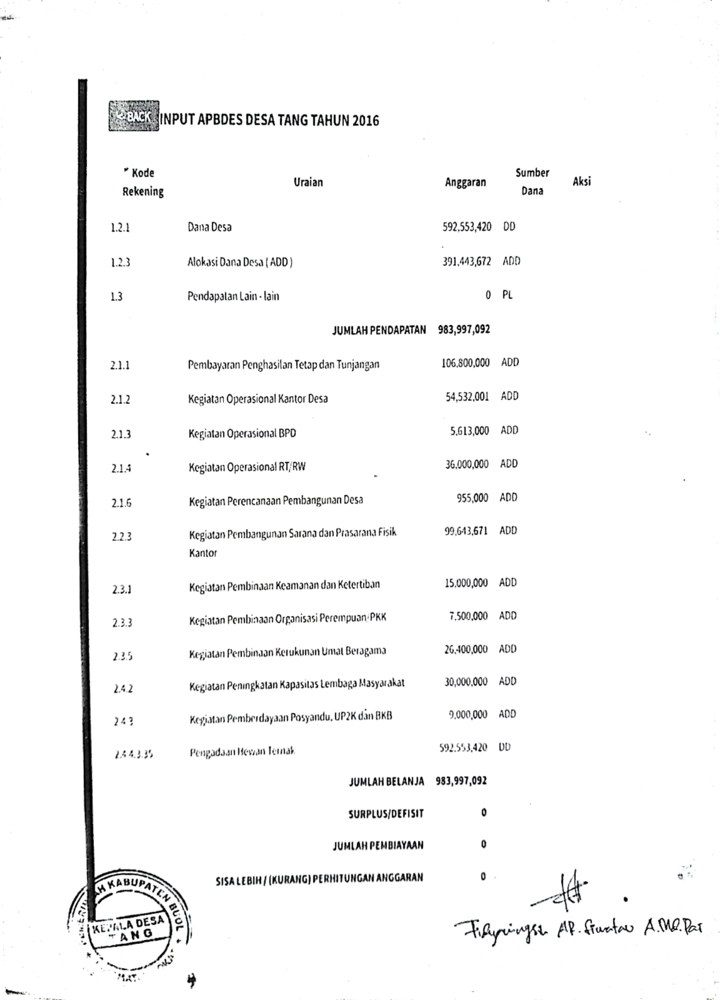 BACK INPUT APBDES DESA TANG TAHUN 2016
Kode Rekening Uraian Anggaran Sumber Dana Aksi
1.2.1 Dana Desa 592,553,420 DD
1.2.3 Alokasi Dana Desa ( ADD ) 391,443,672 ADD
1.3 Pendapatan Lain - lain 0 PL
JUMLAH PENDAPATAN 983,997,092
2.1.1 Pembayaran Penghasilan Tetap dan Tunjangan 106,800,000 ADD
2.1.2 Kegiatan Operasional Kantor Desa 54,532,001 ADD
2.1.3 Kegiatan Operasional BPD 5,613,000 ADD
2.1.4 Kegiatan Operasional RT/RW 36,000,000 ADD
2.1.6 Kegiatan Perencanaan Pembangunan Desa 955,000 ADD
2.2.3 Kegiatan Pembangunan Sarana dan Prasarana Fisik 99,643,671 ADD
Kantor
2.3.1 Kegiatan Pembinaan Keamanan dan Ketertiban 15,000,000 ADD
2.3.3 Kegiatan Pembinaan Organisasi Perempuan/PKK 7,500,000 ADD
2.3.5 Kegiatan Pembinaan Kerukunan Umat Beragama 26,400,000 ADD
2.4.2 Kegiatan Peningkatan Kapasitas Lembaga Masyarakat 30,000,000 ADD
2.4.3 Kegiatan Pemberdayaan Posyandu, UP2K dan BKB 9,000,000 ADD
2.4.4.3.35 Pengadaan Hewan Ternak 592,553,420 DD
JUMLAH BELANJA 983,997,092
SURPLUS/DEFISIT 0
JUMLAH PEMBIAYAAN 0
SISA LEBIH / (KURANG) PERHITUNGAN ANGGARAN 0
KABUPATEN BUOL
KEPALA DESA
TANG